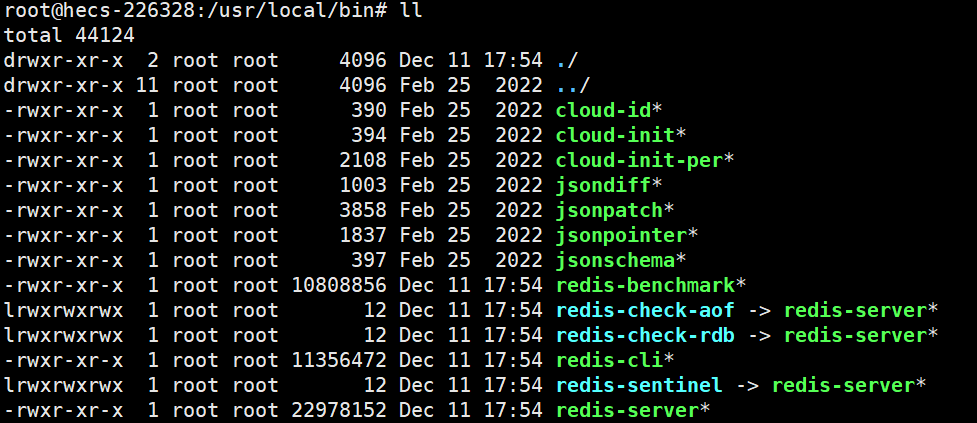 root@hecs-226328:/usr/local/bin# ll
total 44124
drwxr-xr-x  2 root root     4096 Dec 11 17:54 ./
drwxr-xr-x 11 root root     4096 Feb 25  2022 ../
-rwxr-xr-x  1 root root      390 Feb 25  2022 cloud-id*
-rwxr-xr-x  1 root root      394 Feb 25  2022 cloud-init*
-rwxr-xr-x  1 root root     2108 Feb 25  2022 cloud-init-per*
-rwxr-xr-x  1 root root     1003 Feb 25  2022 jsondiff*
-rwxr-xr-x  1 root root     3858 Feb 25  2022 jsonpatch*
-rwxr-xr-x  1 root root     1837 Feb 25  2022 jsonpointer*
-rwxr-xr-x  1 root root      397 Feb 25  2022 jsonschema*
-rwxr-xr-x  1 root root 10808856 Dec 11 17:54 redis-benchmark*
lrwxrwxrwx  1 root root       12 Dec 11 17:54 redis-check-aof -> redis-server*
lrwxrwxrwx  1 root root       12 Dec 11 17:54 redis-check-rdb -> redis-server*
-rwxr-xr-x  1 root root 11356472 Dec 11 17:54 redis-cli*
lrwxrwxrwx  1 root root       12 Dec 11 17:54 redis-sentinel -> redis-server*
-rwxr-xr-x  1 root root 22978152 Dec 11 17:54 redis-server*